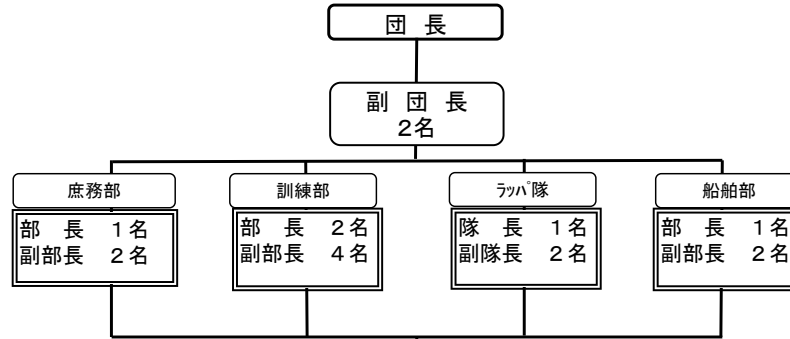 団 長
副 団 長
2名
庶務部
訓練部
ﾗｯﾊﾟ隊
船舶部
部 長 1名
副部長 2名
部 長 2名
副部長 4名
隊 長 1名
副隊長 2名
部 長 1名
副部長 2名